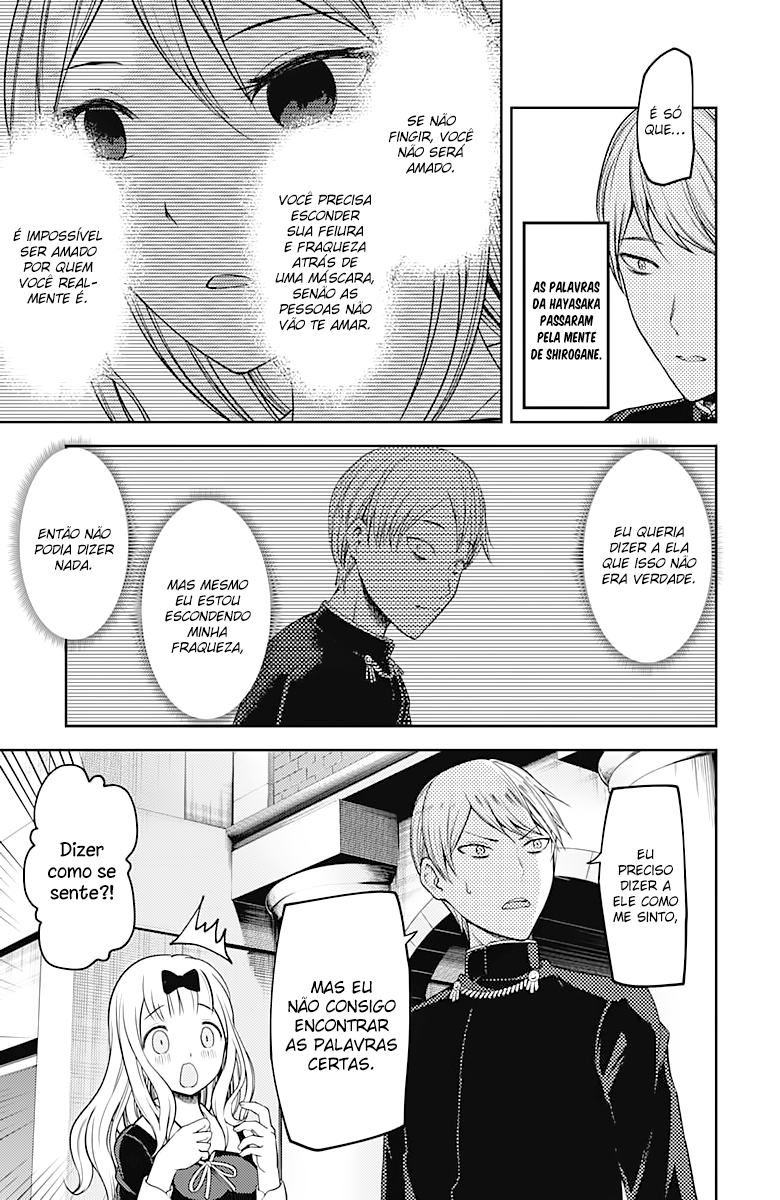 É SÓ
QUE...
AS PALAVRAS
DA HAYASAKA
PASSARAM
PELA MENTE
DE SHIROGANE.
SE NÃO
FINGIR, VOCÊ
NÃO SERÁ
AMADO.
VOCÊ PRECISA
ESCONDER
SUA FEIURA
E FRAQUEZA
ATRÁS DE
UMA MÁSCARA,
SENÃO AS
PESSOAS NÃO
VÃO TE AMAR.
É IMPOSSÍVEL
SER AMADO
POR QUEM
VOCÊ REAL-
MENTE É.
EU QUERIA
DIZER A ELA
QUE ISSO NÃO
ERA VERDADE.
MAS MESMO
EU ESTOU
ESCONDENDO
MINHA
FRAQUEZA,
ENTÃO NÃO
PODIA DIZER
NADA.
EU
PRECISO
DIZER A
ELE COMO
ME SINTO,
MAS EU
NÃO CONSIGO
ENCONTRAR
AS PALAVRAS
CERTAS.
Dizer
como se
sente?!